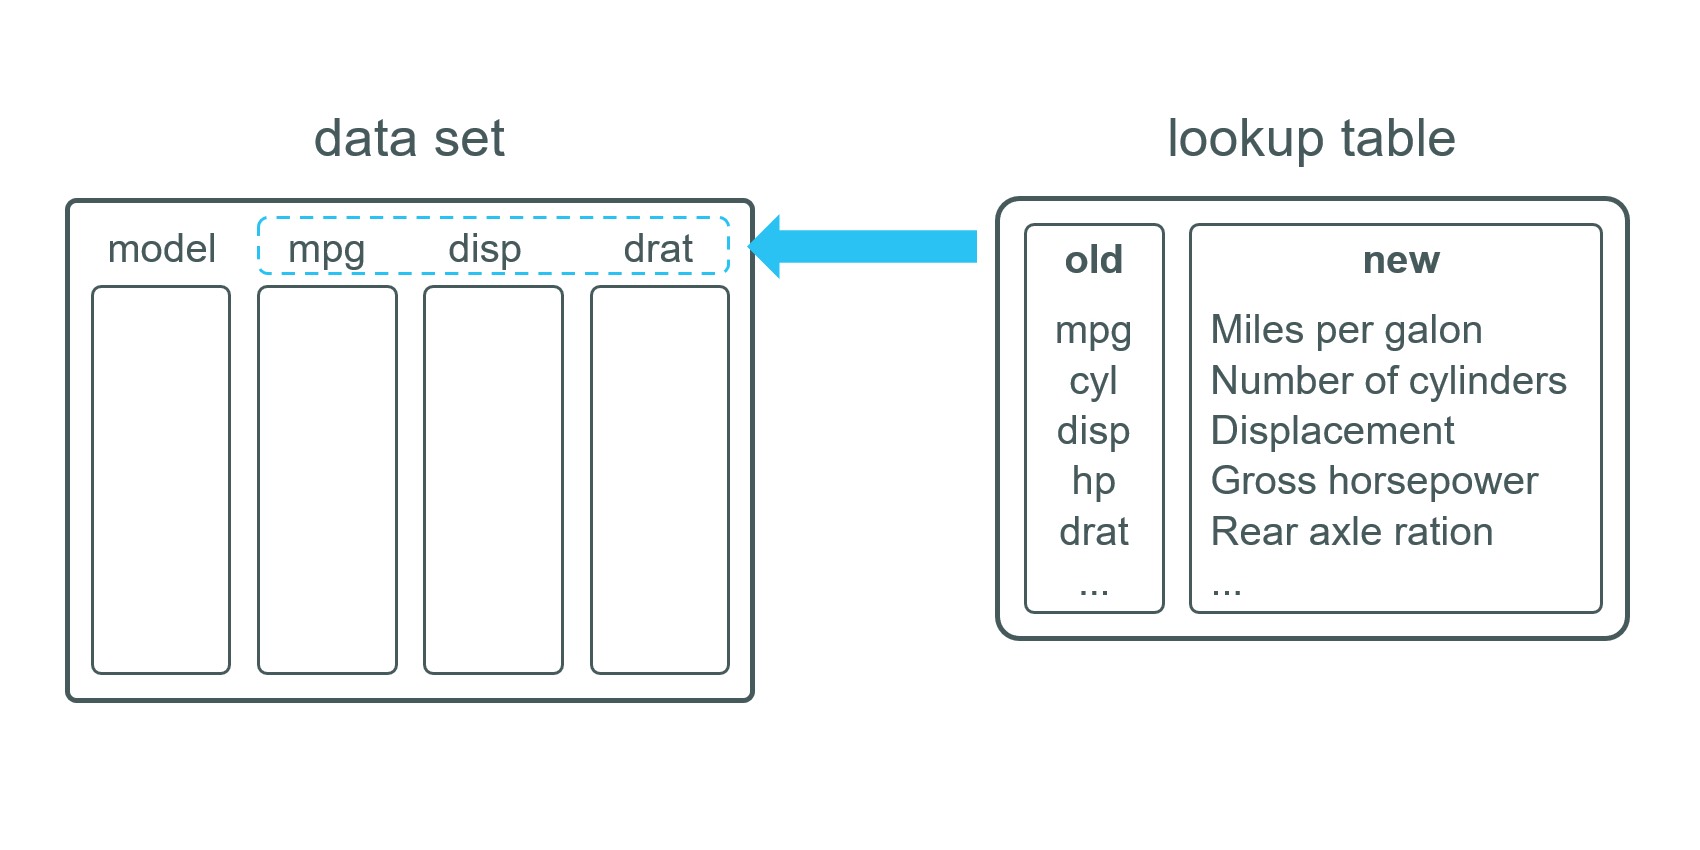 data set
model mpg disp drat
lookup table
old new
mpg Miles per galon
cyl Number of cylinders
disp Displacement
hp Gross horsepower
drat Rear axle ration
... ...